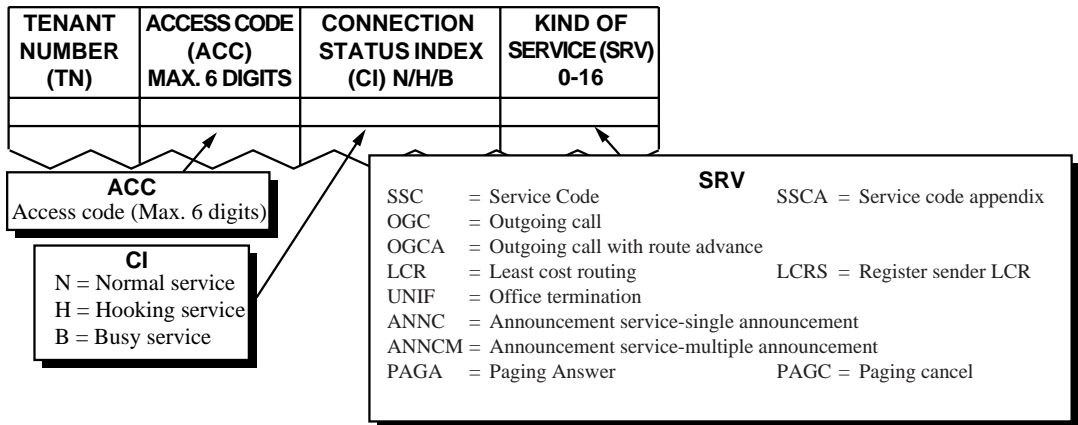 TENANT NUMBER (TN)
ACCESS CODE (ACC) MAX. 6 DIGITS
CONNECTION STATUS INDEX (CI) N/H/B
KIND OF SERVICE (SRV) 0-16
ACC
Access code (Max. 6 digits)
CI
N = Normal service
H = Hooking service
B = Busy service
SRV
SSC = Service Code SSCA = Service code appendix
OGC = Outgoing call
OGCA = Outgoing call with route advance
LCR = Least cost routing LCRS = Register sender LCR
UNIF = Office termination
ANNC = Announcement service-single announcement
ANNCM = Announcement service-multiple announcement
PAGA = Paging Answer PAGC = Paging cancel